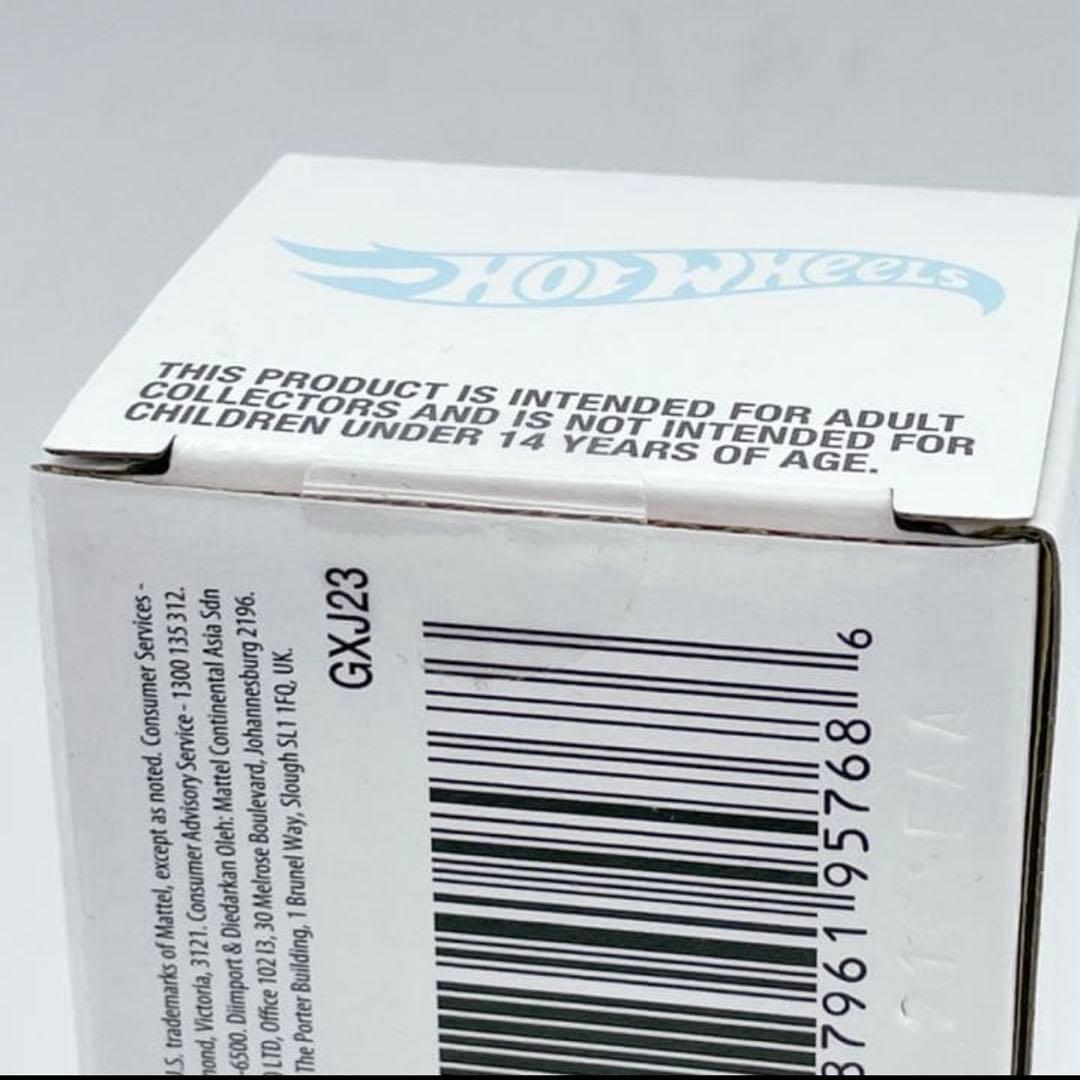 HOT WHEELS
THIS PRODUCT IS INTENDED FOR ADULT
COLLECTORS AND IS NOT INTENDED FOR
CHILDREN UNDER 14 YEARS OF AGE.
U.S. trademarks of Mattel, except as noted. Consumer Services -
mond, Victoria, 3121. Consumer Advisory Service - 1300 135 312.
-6500. Diimport & Diedarkan Oleh: Mattel Continental Asia Sdn
) LTD, Office 102 I3, 30 Melrose Boulevard, Johannesburg 2196.
The Porter Building, 1 Brunel Way, Slough SL1 1FQ, UK.
GXJ23
87961 95768 6